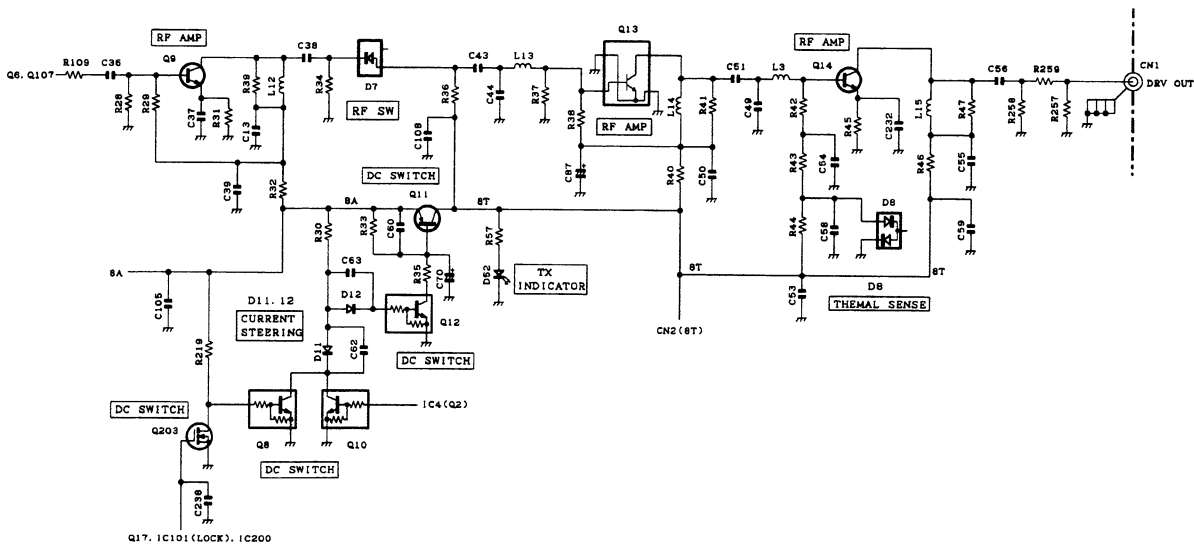 RF AMP
Q9
C38
D7
RF SW
C43
L13
Q13
RF AMP
C51
L3
RF AMP
Q14
C56
R259
CN1
DRV OUT
Q6, Q107
R109
C36
R28
R29
C37
R31
R39
L12
C13
R34
R36
C44
R37
R38
L14
R41
C49
R42
R45
C232
L15
R47
R258
R257
C39
R32
C108
DC SWITCH
Q11
C87
R40
C50
R43
C54
R46
C55
8A
8T
R30
R33
C60
R57
R44
C58
D8
C59
8A
C105
C63
R35
C70
D52
TX
INDICATOR
8T
8T
D8
THEMAL SENSE
C53
D11, 12
CURRENT
STEERING
D12
Q12
CN2(8T)
R219
D11
C62
DC SWITCH
DC SWITCH
Q203
Q8
Q10
IC4(Q2)
DC SWITCH
C238
Q17, IC101(LOCK), IC200